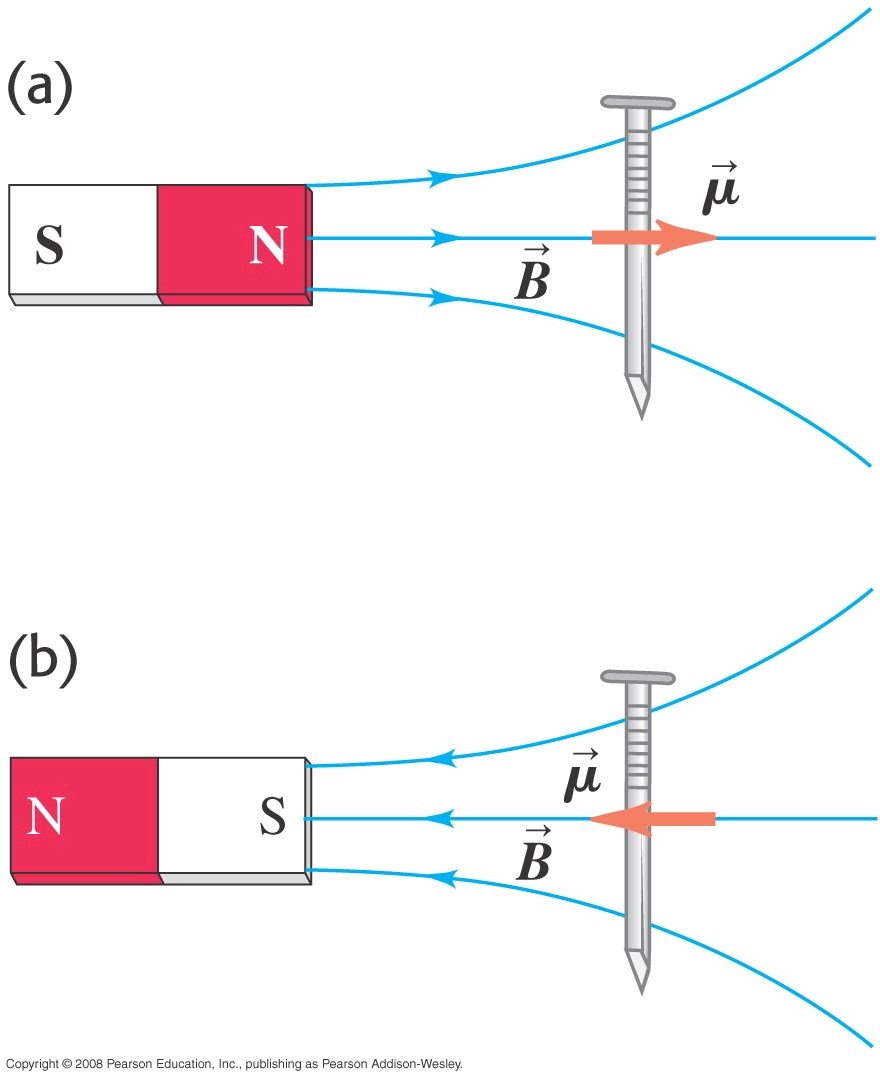 (a)
S N
μ⃗
B⃗
(b)
N S
μ⃗
B⃗
Copyright © 2008 Pearson Education, Inc., publishing as Pearson Addison-Wesley.